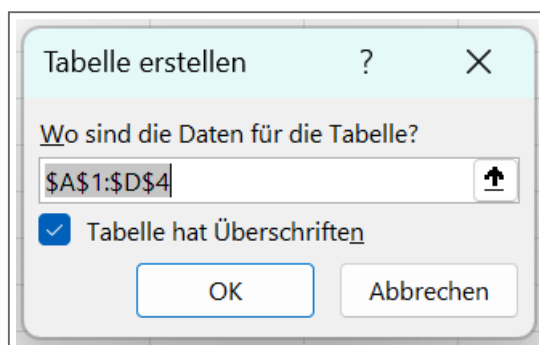 Tabelle erstellen ?
Wo sind die Daten für die Tabelle?
$A$1:$D$4
Tabelle hat Überschriften
OK Abbrechen